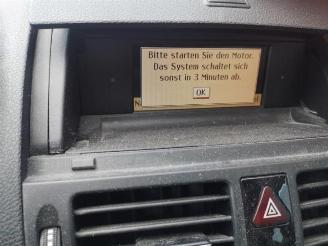 Bitte starten Sie den Motor.
Das System schaltet sich
sonst in 3 Minuten ab.
OK